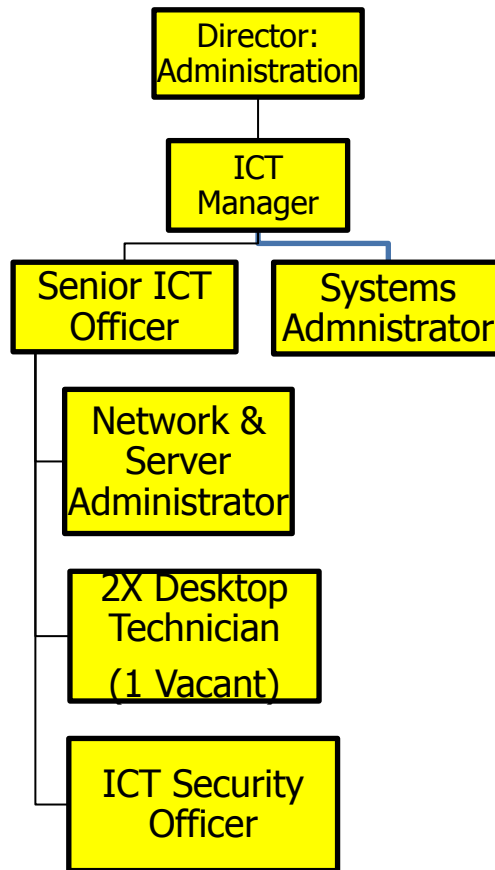 Director:
Administration
ICT
Manager
Senior ICT
Officer
Systems
Admnistrator
Network &
Server
Administrator
2X Desktop
Technician
(1 Vacant)
ICT Security
Officer